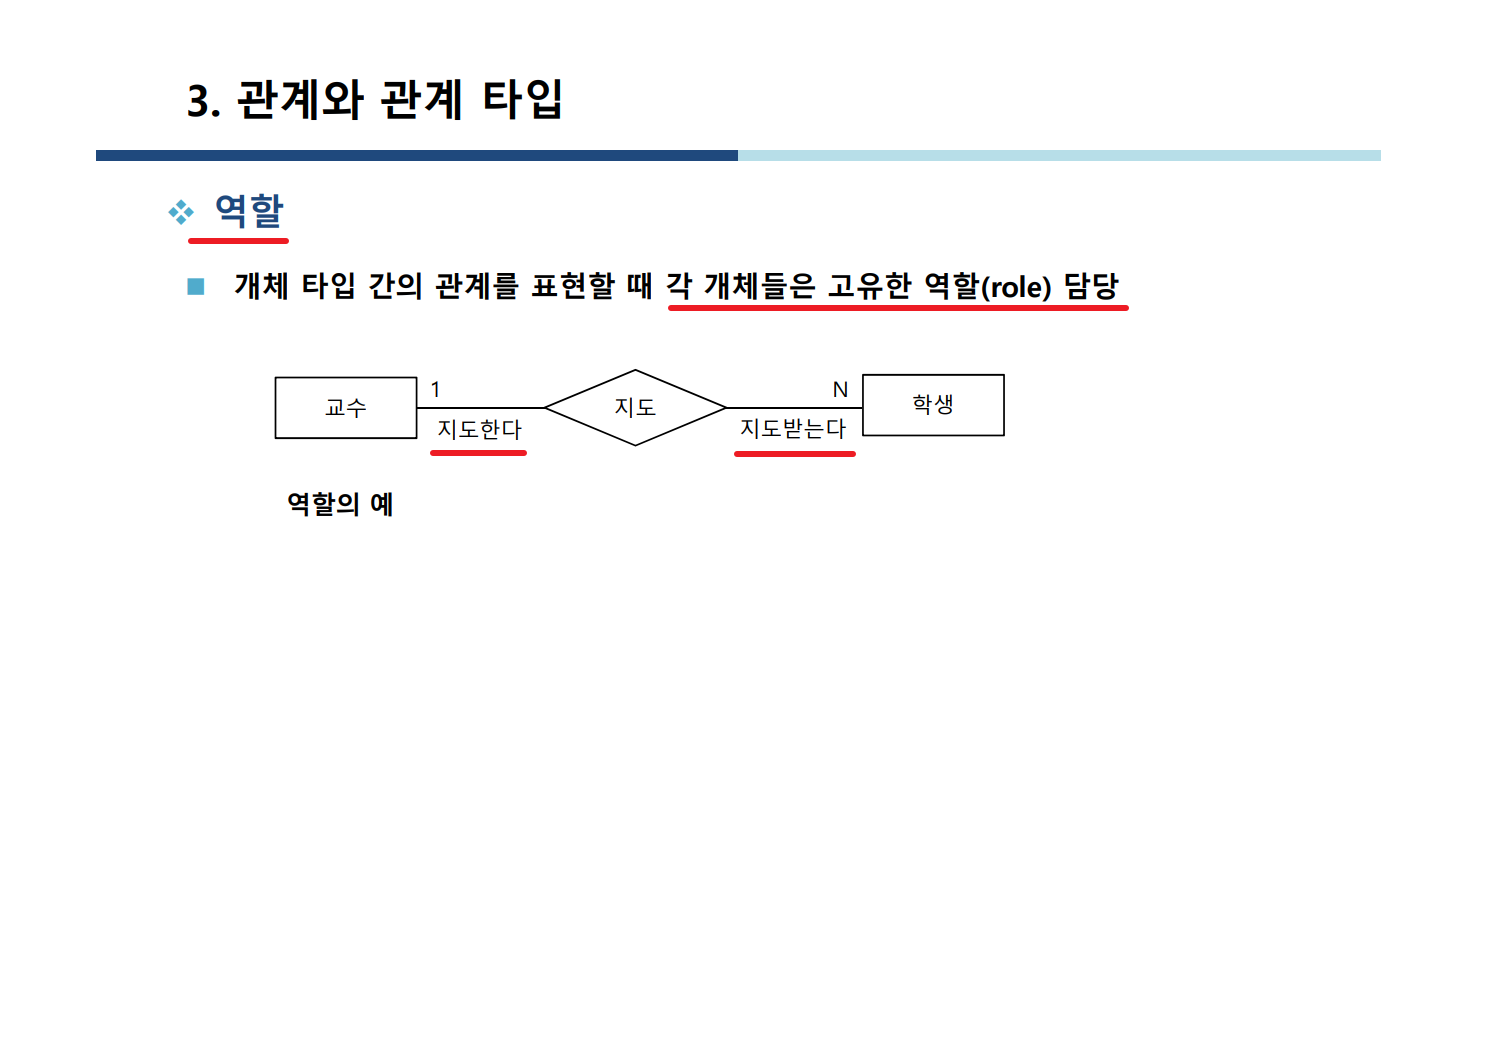 3. 관계와 관계 타입
역할
개체 타입 간의 관계를 표현할 때 각 개체들은 고유한 역할(role) 담당
교수 1 지도 N 학생
지도한다 지도받는다
역할의 예